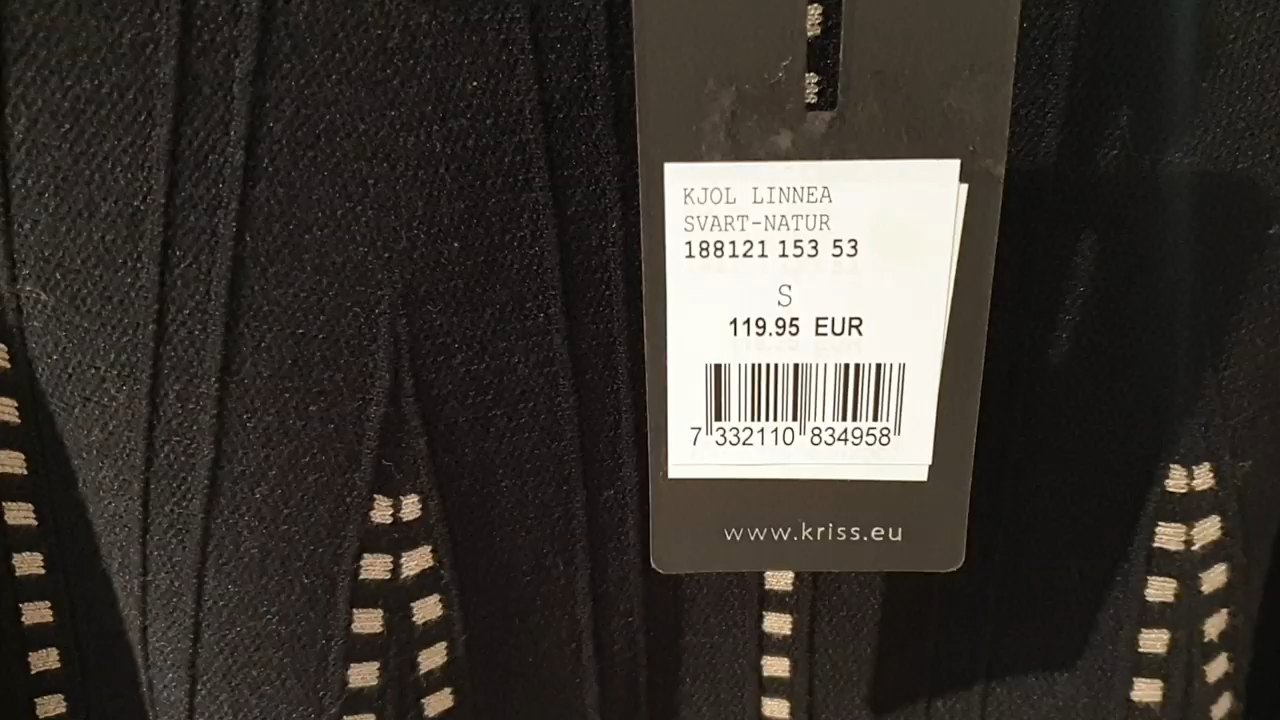 KJOL LINNEA
SVART-NATUR
188121 153 53
S
119.95 EUR
7 332110 834958
www.kriss.eu